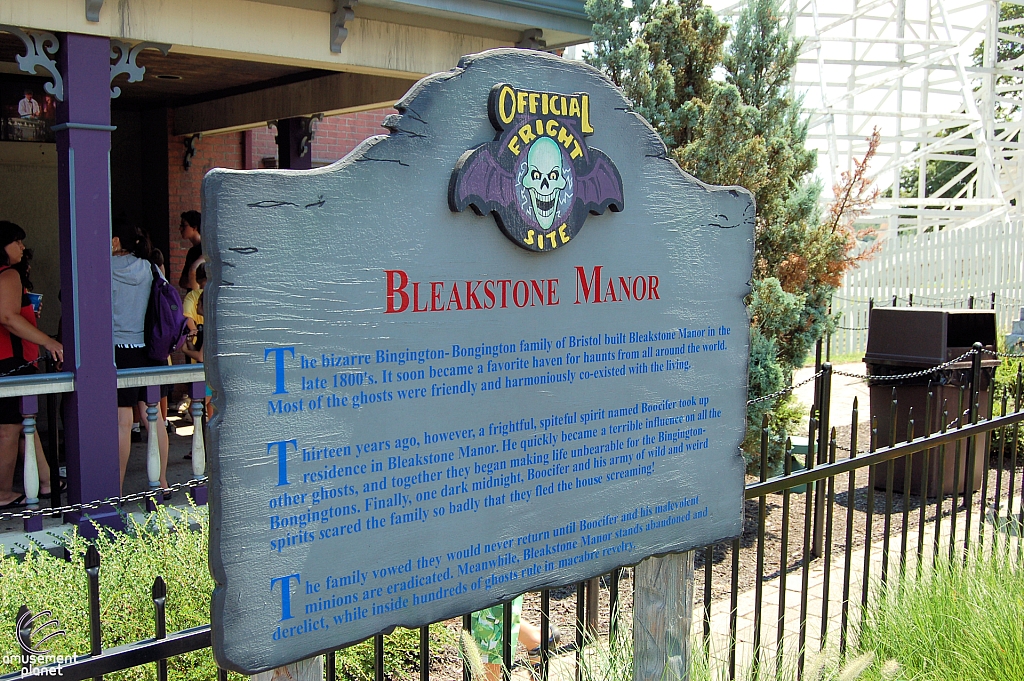 OFFICIAL
FRIGHT
SITE
BLEAKSTONE MANOR
The bizarre Bingington-Bongington family of Bristol built Bleakstone Manor in the
late 1800's. It soon became a favorite haven for haunts from all around the world.
Most of the ghosts were friendly and harmoniously co-existed with the living.
Thirteen years ago, however, a frightful, spiteful spirit named Boocifer took up
residence in Bleakstone Manor. He quickly became a terrible influence on all the
other ghosts, and together they began making life unbearable for the Bingington-
Bongingtons. Finally, one dark midnight, Boocifer and his army of wild and weird
spirits scared the family so badly that they fled the house screaming!
The family vowed they would never return until Boocifer and his malevolent
minions are eradicated. Meanwhile, Bleakstone Manor stands abandoned and
derelict, while inside hundreds of ghosts rule in macabre revelry.
amusement
planet